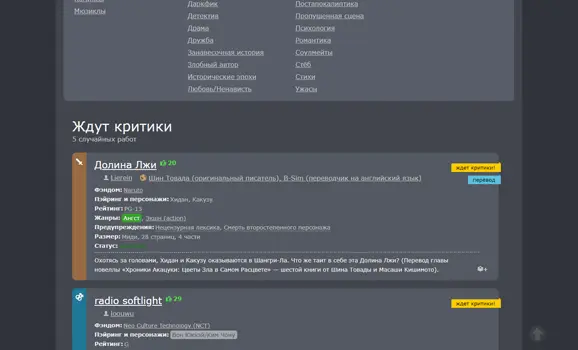 Мюзиклы
Даркфик
Детектив
Драма
Дружба
Занавесочная история
Злобный автор
Исторические эпохи
Любовь/Ненависть
Постапокалиптика
Пропущенная сцена
Психология
Романтика
Соулмейты
Стёб
Стихи
Ужасы
Ждут критики
5 случайных работ
Долина Лжи 20
ждет критики!
Lierein Шин Товада (оригинальный писатель), B-Sim (переводчик на английский язык)
перевод
Фэндом: Naruto
Пэйринг и персонажи: Хидан, Какузу
Рейтинг: PG-13
Жанры: Ангст, Экшн (action)
Предупреждения: Нецензурная лексика, Смерть второстепенного персонажа
Размер: Миди, 28 страниц, 4 части
Статус:
Охотясь за головами, Хидан и Какузу оказываются в Шангри-Ла. Что же таит в себе эта Долина Лжи? (Перевод главы
новеллы «Хроники Акацуки: Цветы Зла в Самом Расцвете» — шестой книги от Шина Товады и Масаши Кишимото).
radio softlight 29
ждет критики!
loouwu
Фэндом: Neo Culture Technology (NCT)
Пэйринг и персонажи:
Рейтинг: G